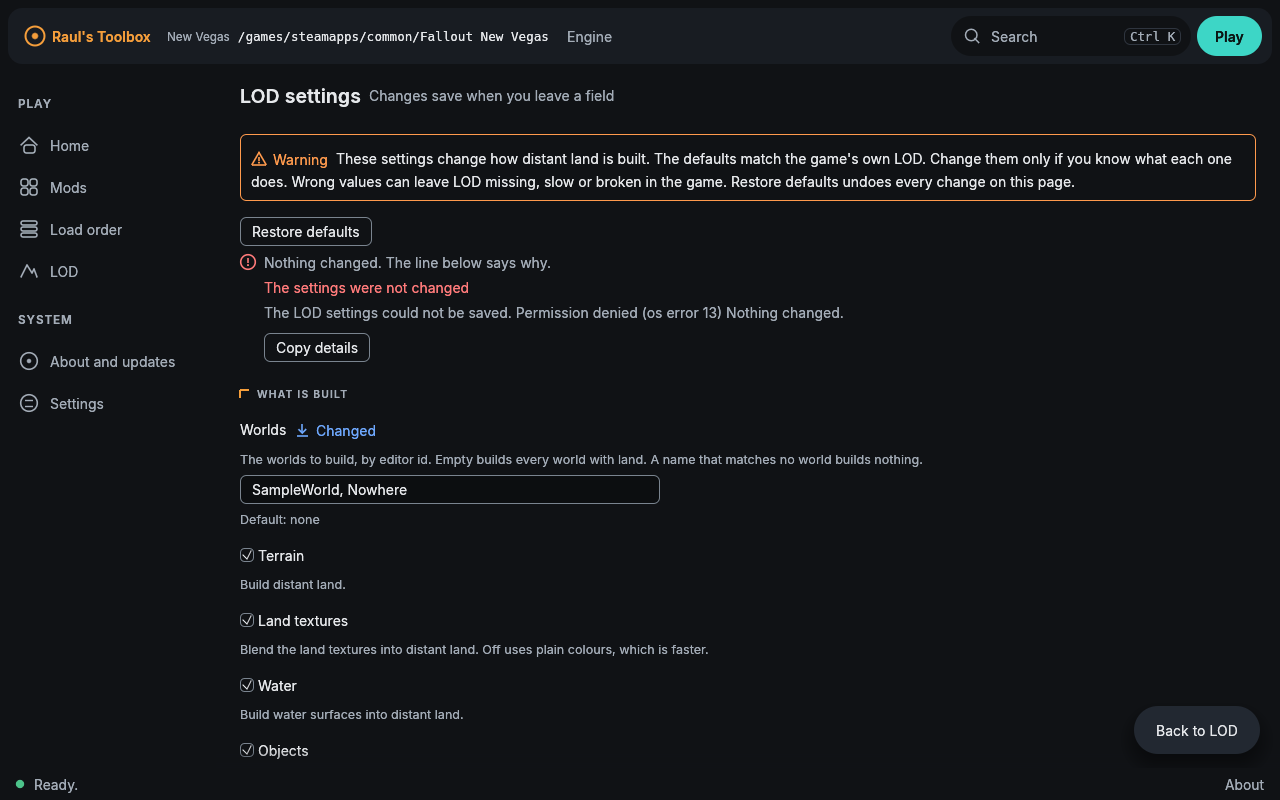 Raul's Toolbox New Vegas /games/steamapps/common/Fallout New Vegas Engine Search Ctrl K Play
PLAY
Home
Mods
Load order
LOD
SYSTEM
About and updates
Settings
LOD settings Changes save when you leave a field
Warning These settings change how distant land is built. The defaults match the game's own LOD. Change them only if you know what each one
does. Wrong values can leave LOD missing, slow or broken in the game. Restore defaults undoes every change on this page.
Restore defaults
Nothing changed. The line below says why.
The settings were not changed
The LOD settings could not be saved. Permission denied (os error 13) Nothing changed.
Copy details
WHAT IS BUILT
Worlds Changed
The worlds to build, by editor id. Empty builds every world with land. A name that matches no world builds nothing.
SampleWorld, Nowhere
Default: none
Terrain
Build distant land.
Land textures
Blend the land textures into distant land. Off uses plain colours, which is faster.
Water
Build water surfaces into distant land.
Objects
Back to LOD
Ready. About